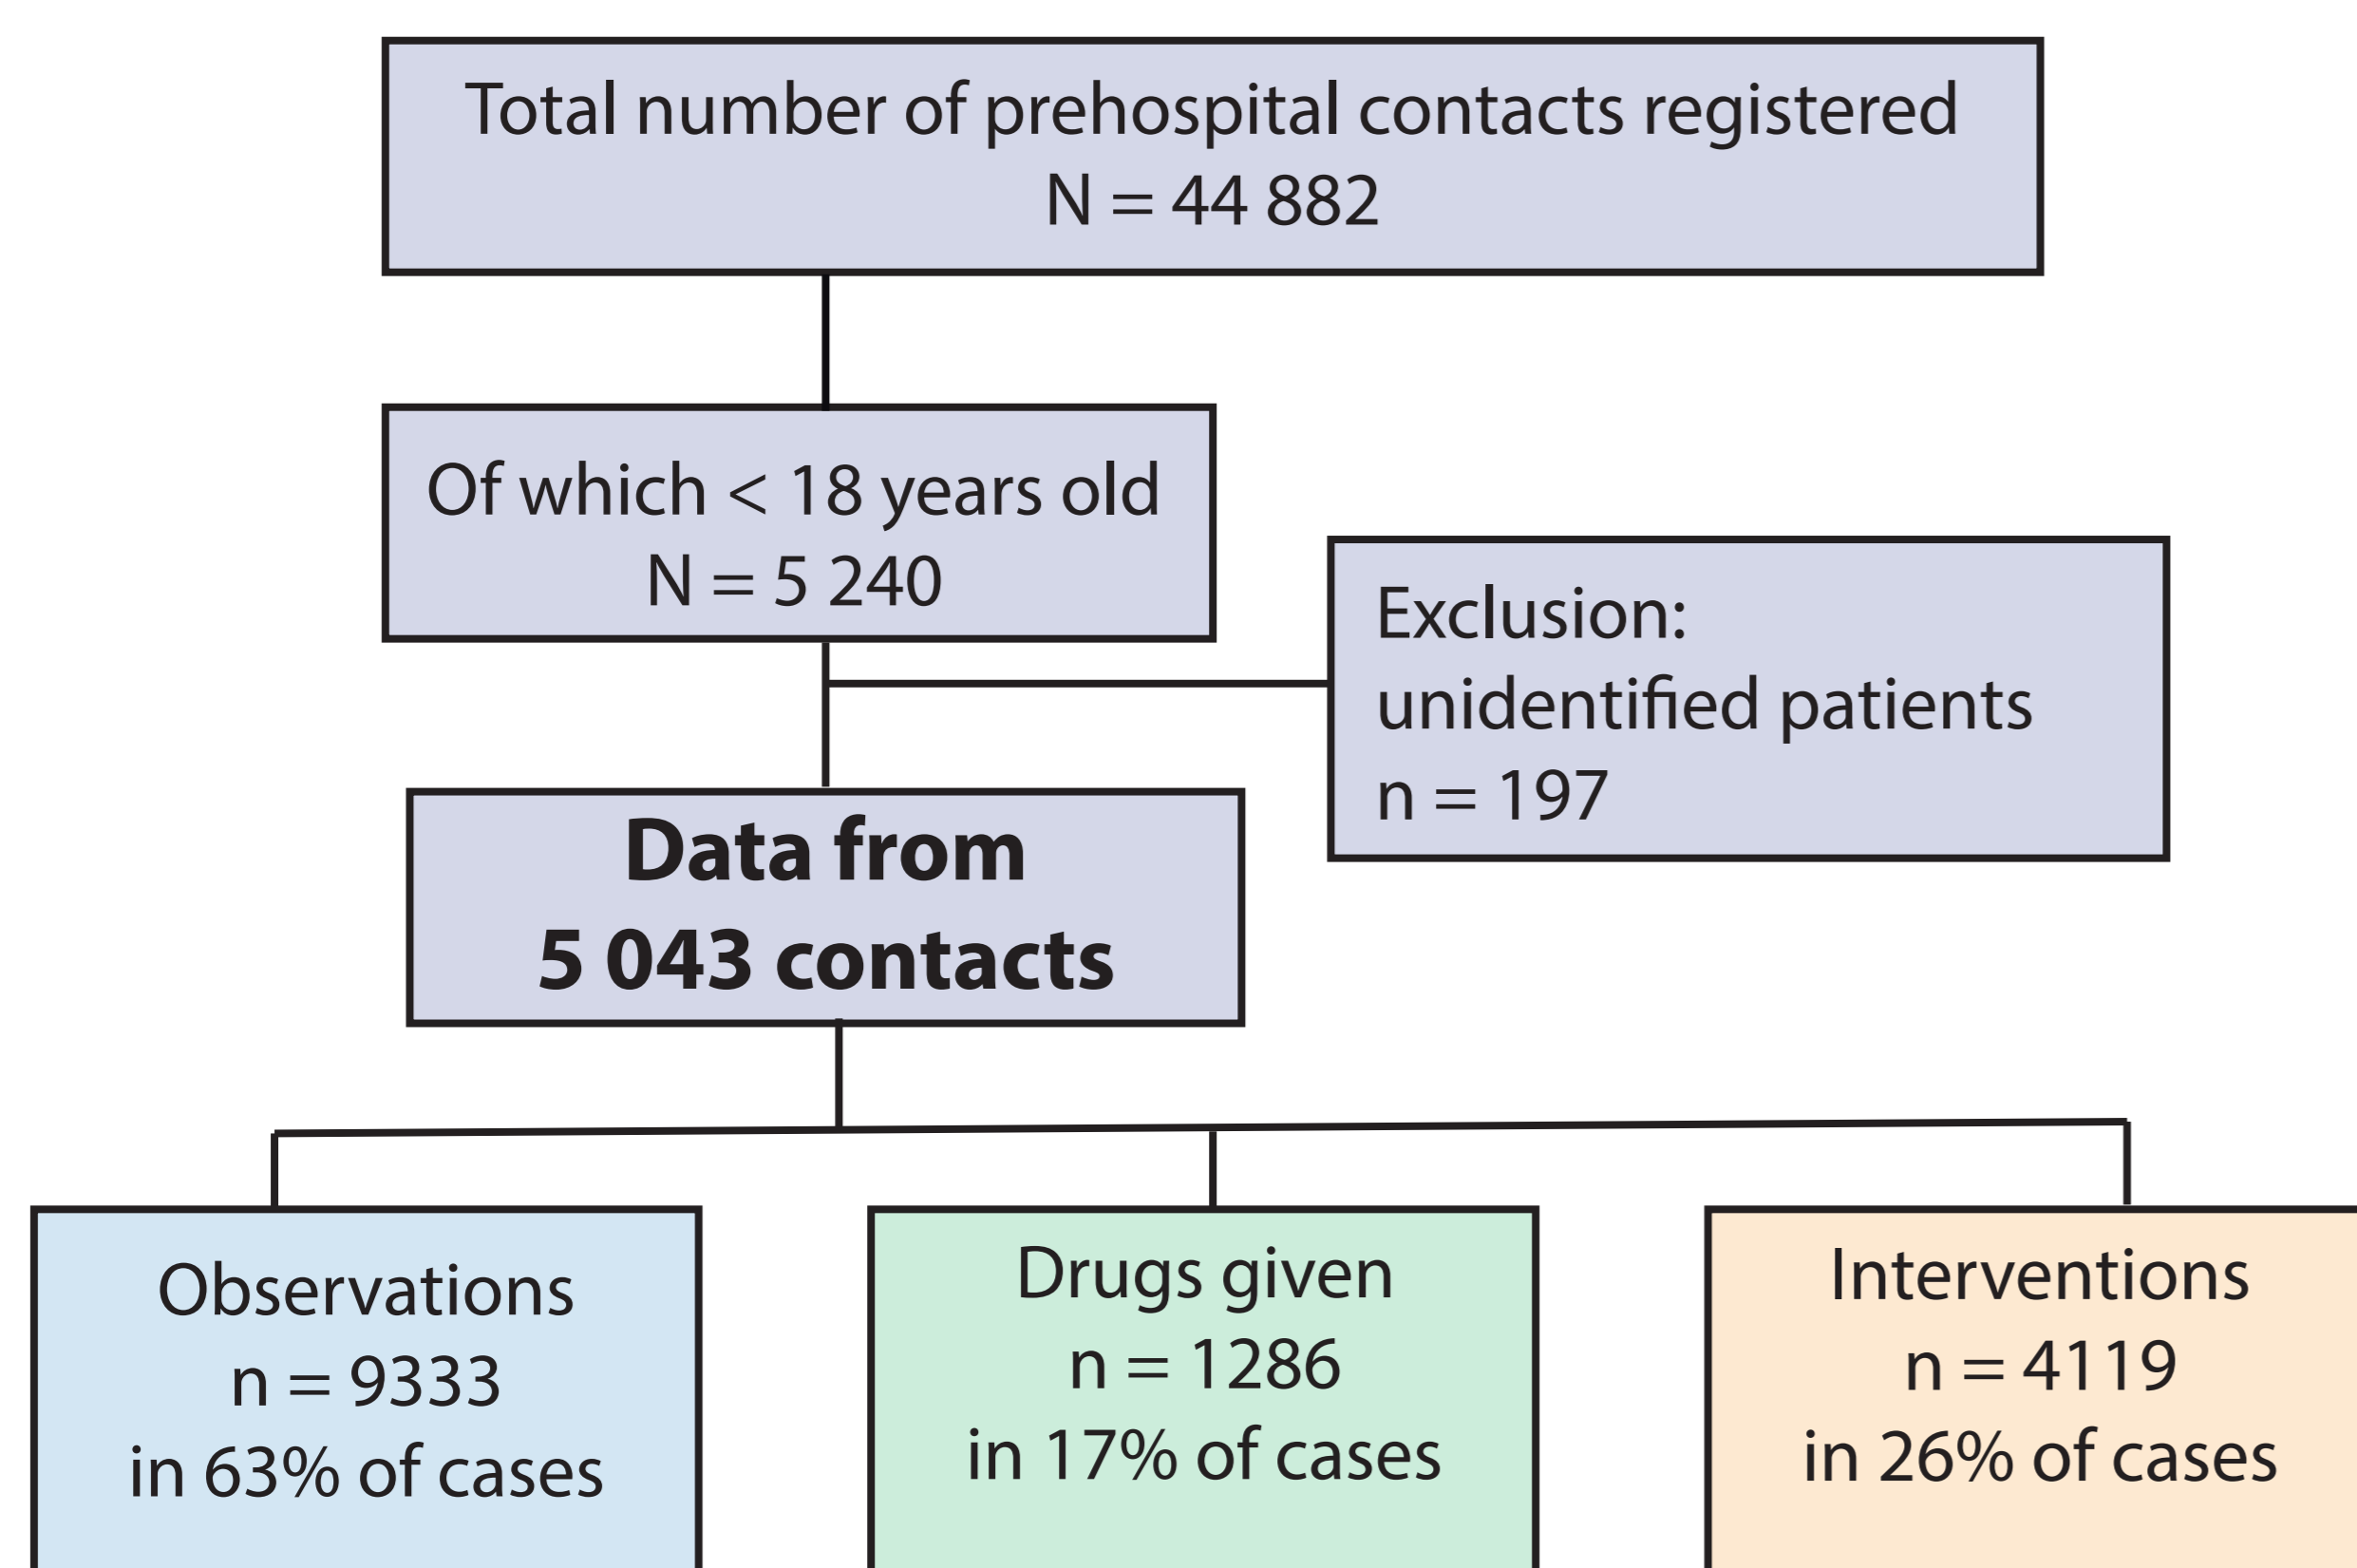 Total number of prehospital contacts registered
N = 44 882
Of which < 18 years old
N = 5 240
Exclusion:
unidentified patients
n = 197
Data from
5 043 contacts
Observations
n = 9333
in 63% of cases
Drugs given
n = 1286
in 17% of cases
Interventions
n = 4119
in 26% of cases